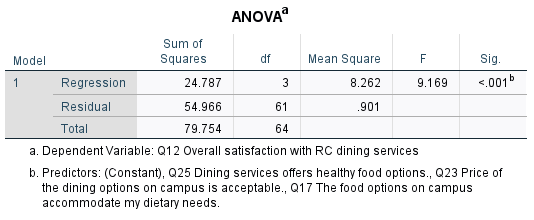 ANOVAa
Model Sum of Squares df Mean Square F Sig.
1 Regression 24.787 3 8.262 9.169 <.001b
Residual 54.966 61 .901
Total 79.754 64
a. Dependent Variable: Q12 Overall satisfaction with RC dining services
b. Predictors: (Constant), Q25 Dining services offers healthy food options., Q23 Price of
the dining options on campus is acceptable., Q17 The food options on campus
accommodate my dietary needs.